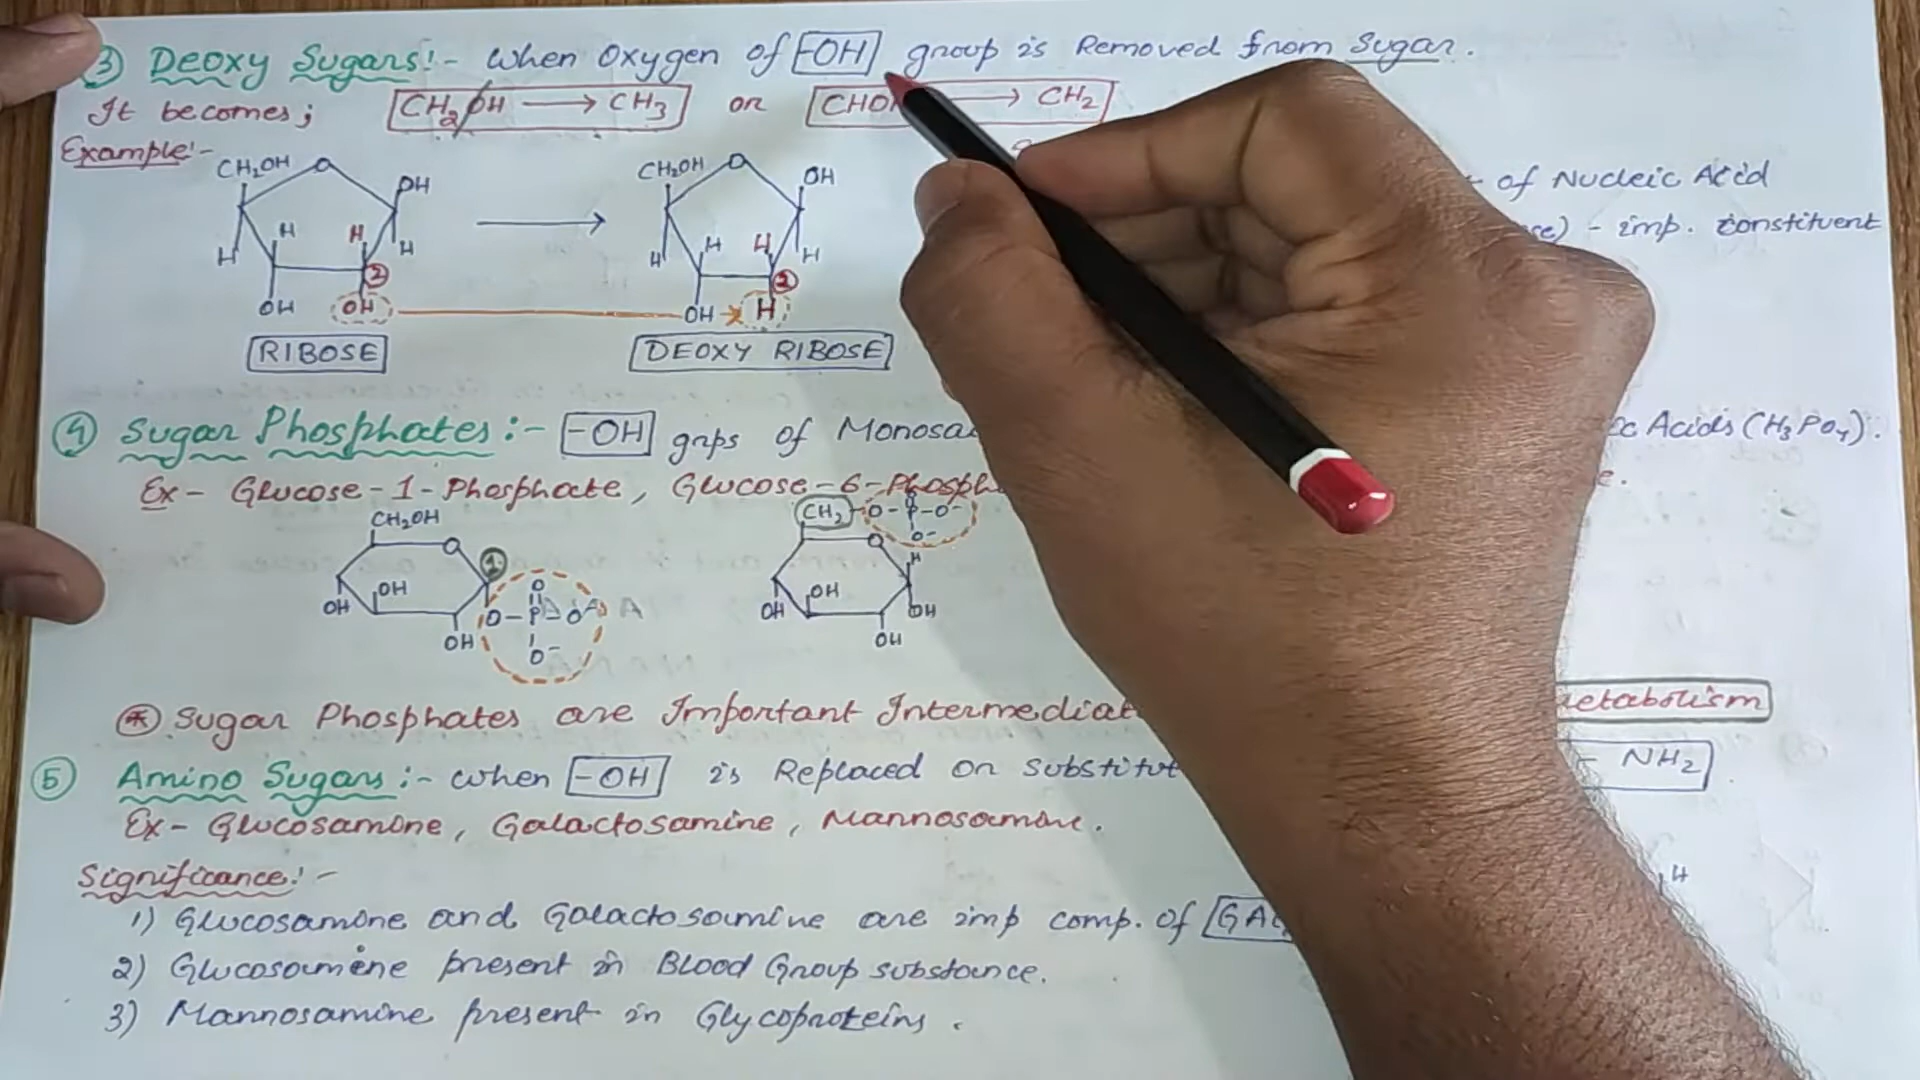 3) Deoxy Sugars:- When Oxygen of -OH group is Removed from Sugar.
It becomes; CH2OH → CH3 or CHOH → CH2
Example:-
CH2OH O OH H H H H OH OH 2
CH2OH O OH H H H H OH H 2
RIBOSE DEOXY RIBOSE
of Nucleic Acid
- imp. constituent
4) Sugar Phosphates:- -OH grps of Acids (H3PO4).
Ex- Glucose-1-Phosphate, Glucose-6-Phosph
CH2OH O 1 OH OH OH O-P-O- O O-
CH2 O-P-O- O- O H OH OH OH OH
* Sugar Phosphates are Important Intermediat
5) Amino Sugars:- When -OH is Replaced or Substitut - NH2
Ex- Glucosamine, Galactosamine, Mannosamine.
Significance:-
1) Glucosamine and Galactosamine are imp comp. of GAG
2) Glucosamine present in Blood Group substance.
3) Mannosamine present in Glycoproteins.